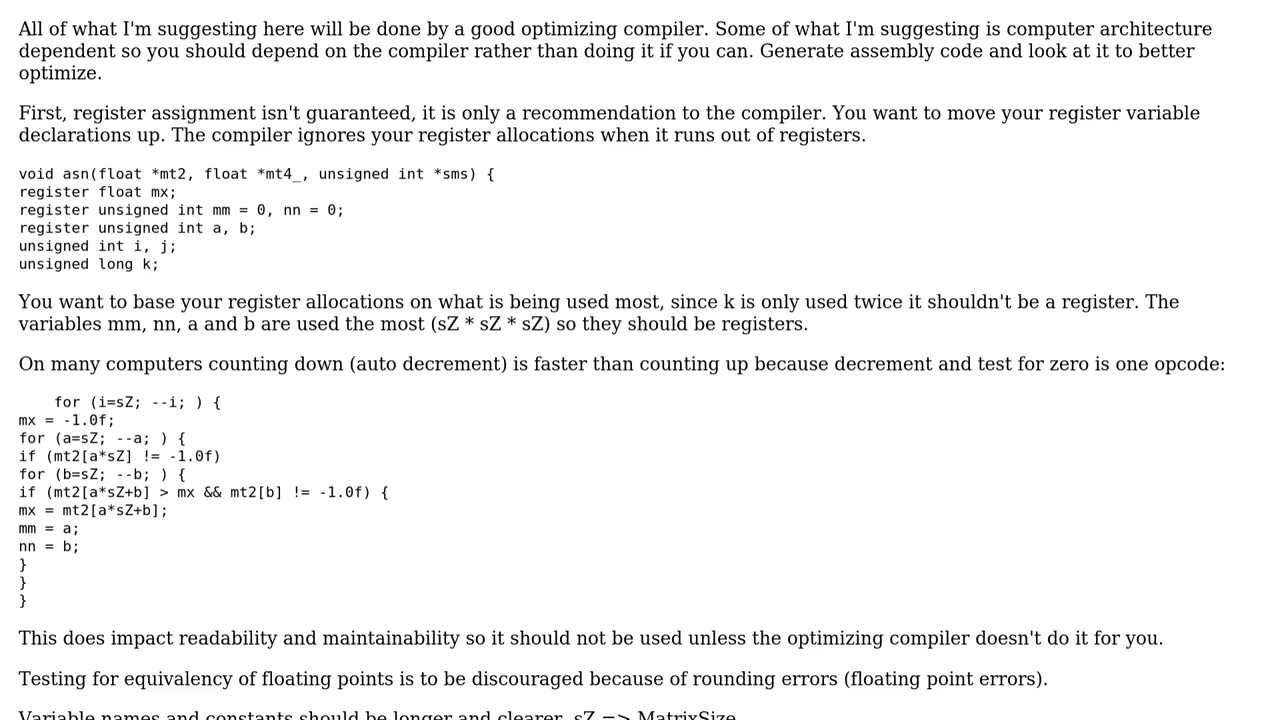 All of what I'm suggesting here will be done by a good optimizing compiler. Some of what I'm suggesting is computer architecture
dependent so you should depend on the compiler rather than doing it if you can. Generate assembly code and look at it to better
optimize.
First, register assignment isn't guaranteed, it is only a recommendation to the compiler. You want to move your register variable
declarations up. The compiler ignores your register allocations when it runs out of registers.
void asn(float *mt2, float *mt4_, unsigned int *sms) {
register float mx;
register unsigned int mm = 0, nn = 0;
register unsigned int a, b;
unsigned int i, j;
unsigned long k;
You want to base your register allocations on what is being used most, since k is only used twice it shouldn't be a register. The
variables mm, nn, a and b are used the most (sZ * sZ * sZ) so they should be registers.
On many computers counting down (auto decrement) is faster than counting up because decrement and test for zero is one opcode:
    for (i=sZ; --i; ) {
mx = -1.0f;
for (a=sZ; --a; ) {
if (mt2[a*sZ] != -1.0f)
for (b=sZ; --b; ) {
if (mt2[a*sZ+b] > mx && mt2[b] != -1.0f) {
mx = mt2[a*sZ+b];
mm = a;
nn = b;
}
}
}
This does impact readability and maintainability so it should not be used unless the optimizing compiler doesn't do it for you.
Testing for equivalency of floating points is to be discouraged because of rounding errors (floating point errors).
Variable names and constants should be longer and clearer, sZ => MatrixSize